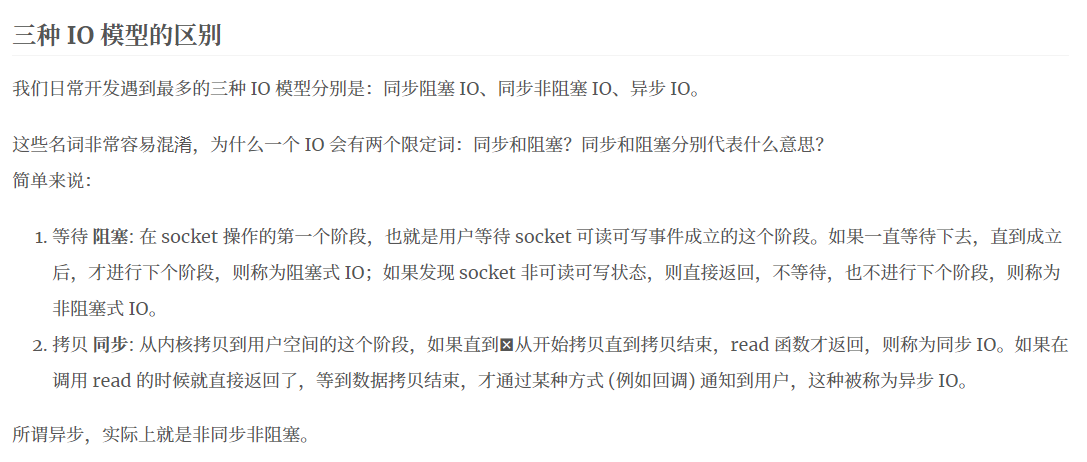 三种 IO 模型的区别
我们日常开发遇到最多的三种 IO 模型分别是：同步阻塞 IO、同步非阻塞 IO、异步 IO。
这些名词非常容易混淆，为什么一个 IO 会有两个限定词：同步和阻塞？同步和阻塞分别代表什么意思？
简单来说：
1. 等待 阻塞: 在 socket 操作的第一个阶段，也就是用户等待 socket 可读可写事件成立的这个阶段。如果一直等待下去，直到成立
后，才进行下个阶段，则称为阻塞式 IO；如果发现 socket 非可读可写状态，则直接返回，不等待，也不进行下个阶段，则称为
非阻塞式 IO。
2. 拷贝 同步: 从内核拷贝到用户空间的这个阶段，如果直到从开始拷贝直到拷贝结束，read 函数才返回，则称为同步 IO。如果在
调用 read 的时候就直接返回了，等到数据拷贝结束，才通过某种方式 (例如回调) 通知到用户，这种被称为异步 IO。
所谓异步，实际上就是非同步非阻塞。